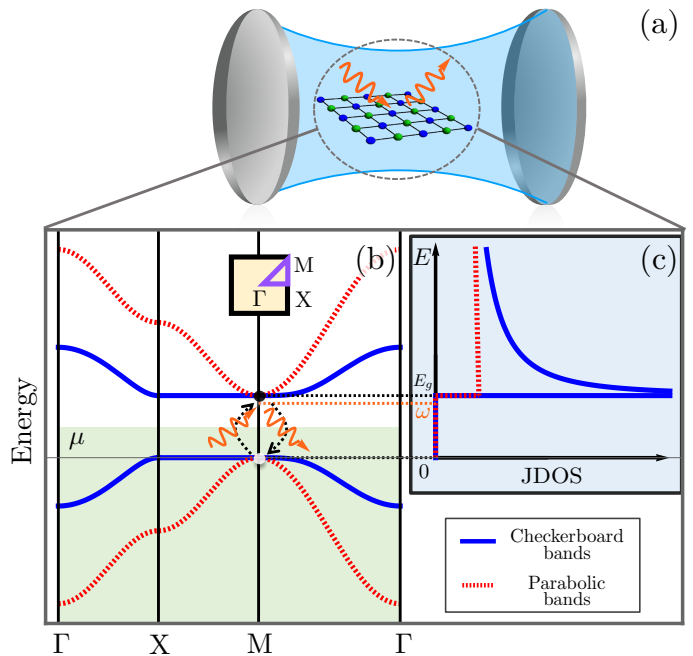 (a)
(b)
(c)
M
Γ
X
E
E_g
ω
0
JDOS
μ
Energy
Checkerboard
bands
Parabolic
bands
Γ
X
M
Γ